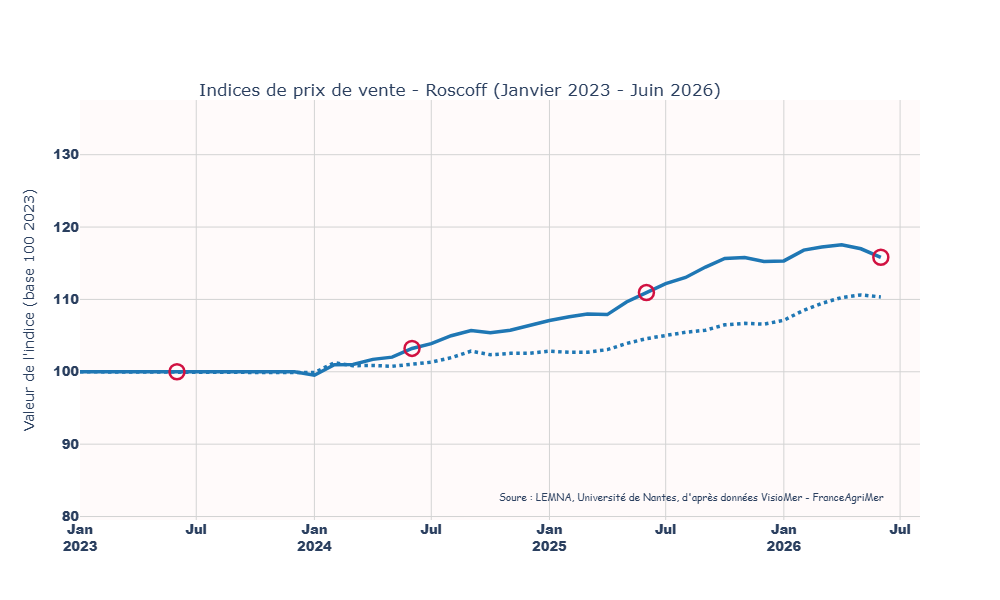 Indices de prix de vente - Roscoff (Janvier 2023 - Juin 2026)
Valeur de l'Indice (base 100 2023)
130
120
110
100
90
80
Soure : LEMNA, Université de Nantes, d'après données VisioMer - FranceAgriMer
Jan Jul Jan Jul Jan Jul Jan Jul
2023 2024 2025 2026